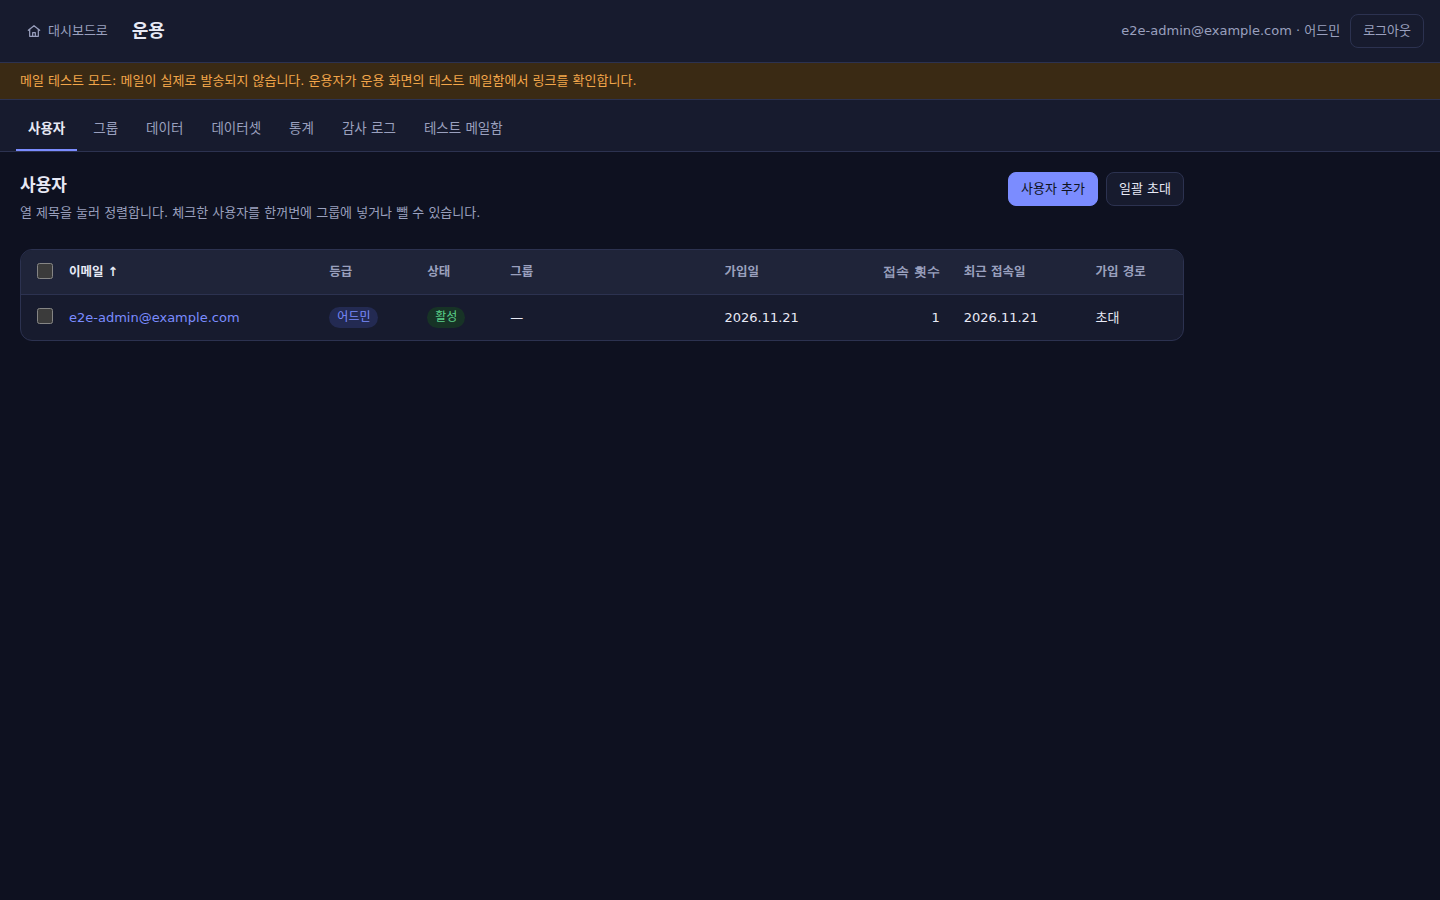 대시보드로 운용 e2e-admin@example.com · 어드민 로그아웃
메일 테스트 모드: 메일이 실제로 발송되지 않습니다. 운용자가 운용 화면의 테스트 메일함에서 링크를 확인합니다.
사용자 그룹 데이터 데이터셋 통계 감사 로그 테스트 메일함
사용자
사용자 추가 일괄 초대
열 제목을 눌러 정렬합니다. 체크한 사용자를 한꺼번에 그룹에 넣거나 뺄 수 있습니다.
이메일 ↑ 등급 상태 그룹 가입일 접속 횟수 최근 접속일 가입 경로
e2e-admin@example.com 어드민 활성 — 2026.11.21 1 2026.11.21 초대